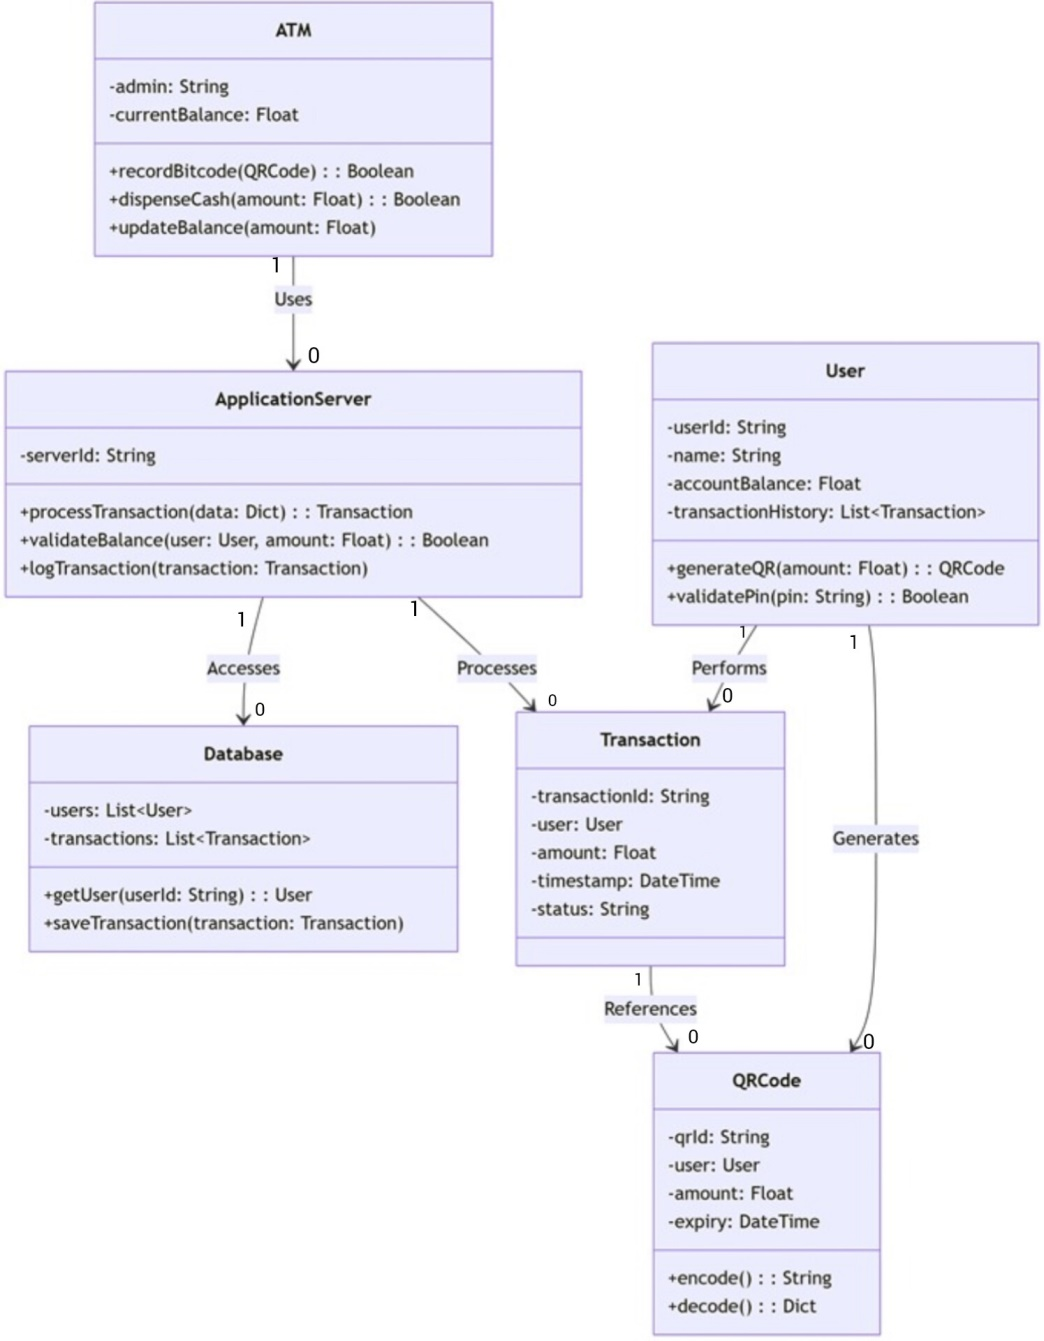 ATM
-admin: String
-currentBalance: Float
+recordBitcode(QRCode) : : Boolean
+dispenseCash(amount: Float) : : Boolean
+updateBalance(amount: Float)
1
Uses
0
ApplicationServer
-serverId: String
+processTransaction(data: Dict) : : Transaction
+validateBalance(user: User, amount: Float) : : Boolean
+logTransaction(transaction: Transaction)
User
-userId: String
-name: String
-accountBalance: Float
-transactionHistory: List<Transaction>
+generateQR(amount: Float) : : QRCode
+validatePin(pin: String) : : Boolean
1
Accesses
0
1
Processes
0
1
Performs
0
1
Generates
0
Database
-users: List<User>
-transactions: List<Transaction>
+getUser(userId: String) : : User
+saveTransaction(transaction: Transaction)
Transaction
-transactionId: String
-user: User
-amount: Float
-timestamp: DateTime
-status: String
1
References
0
QRCode
-qrId: String
-user: User
-amount: Float
-expiry: DateTime
+encode() : : String
+decode() : : Dict